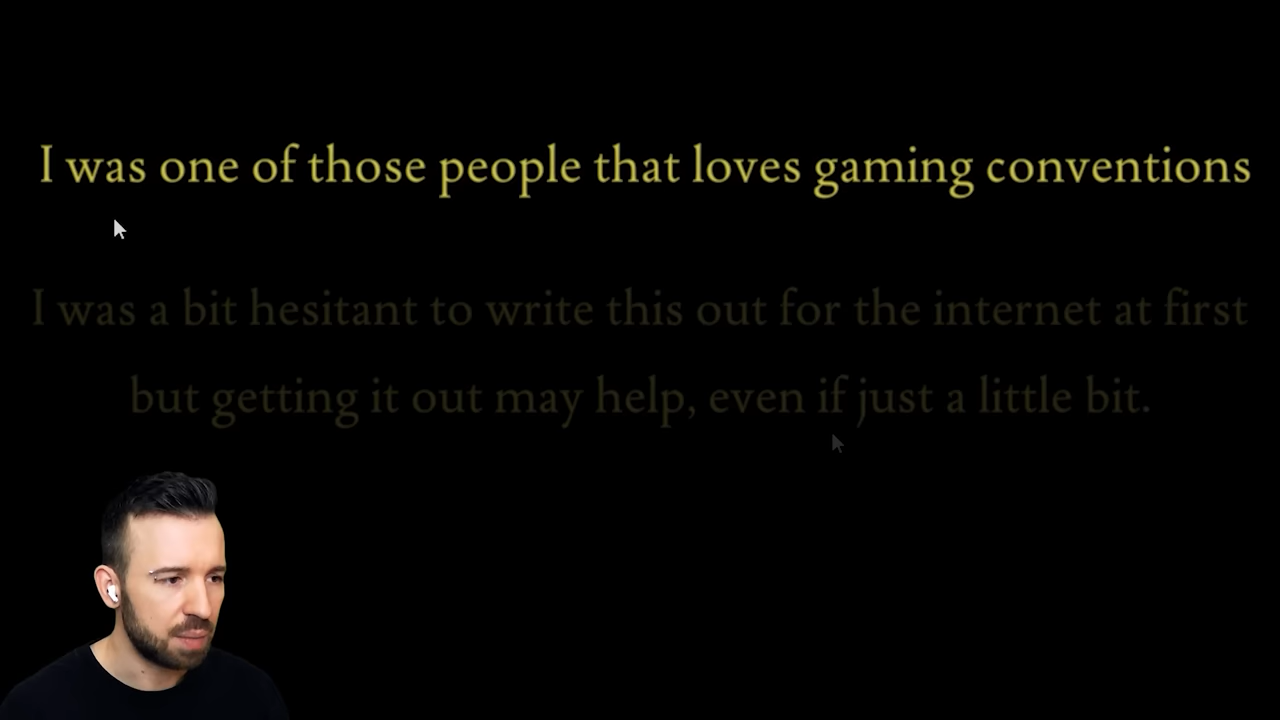 I was one of those people that loves gaming conventions
I was a bit hesitant to write this out for the internet at first
but getting it out may help, even if just a little bit.